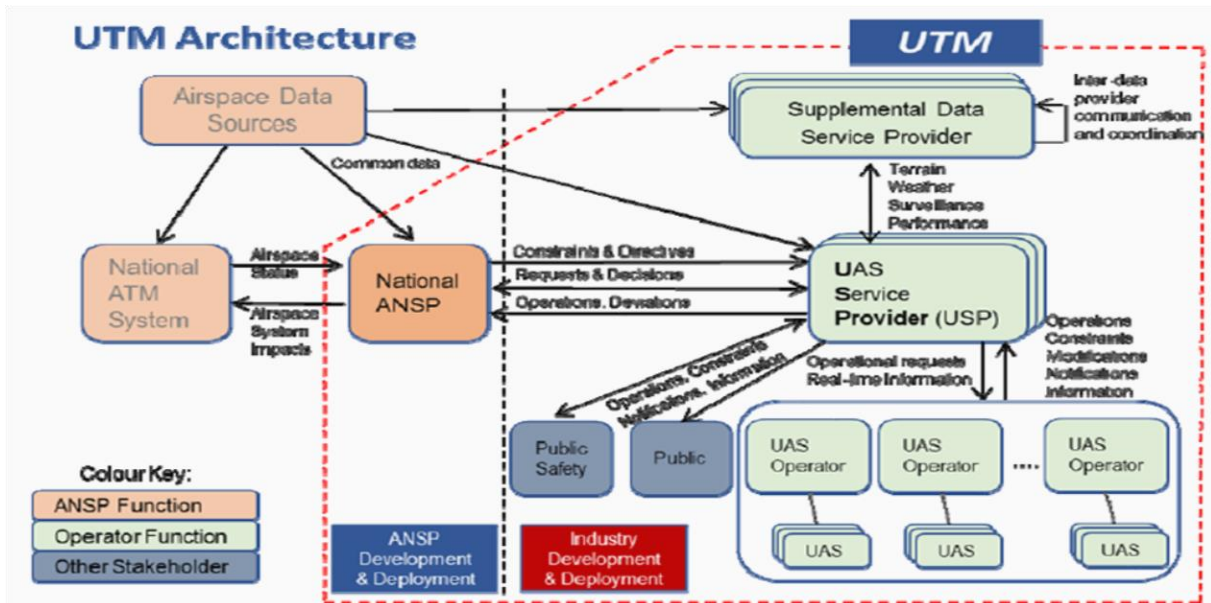 UTM Architecture
UTM
Airspace Data
Sources
Supplemental Data
Service Provider
Inter-data
provider
communication
and coordination
Common data
Terrain
Weather
Surveillance
Performance
National
ATM
System
Airspace
Status
Airspace
System
Impacts
National
ANSP
Constraints & Directives
Requests & Decisions
Operations. Deviations
UAS
Service
Provider (USP)
Operations. Constraints
Notifications. Information
Operational requests
Real-time Information
Operations
Constraints
Modifications
Notifications
Information
Public
Safety
Public
UAS
Operator
UAS
Operator
....
UAS
Operator
UAS
UAS
UAS
Colour Key:
ANSP Function
Operator Function
Other Stakeholder
ANSP
Development
& Deployment
Industry
Development
& Deployment